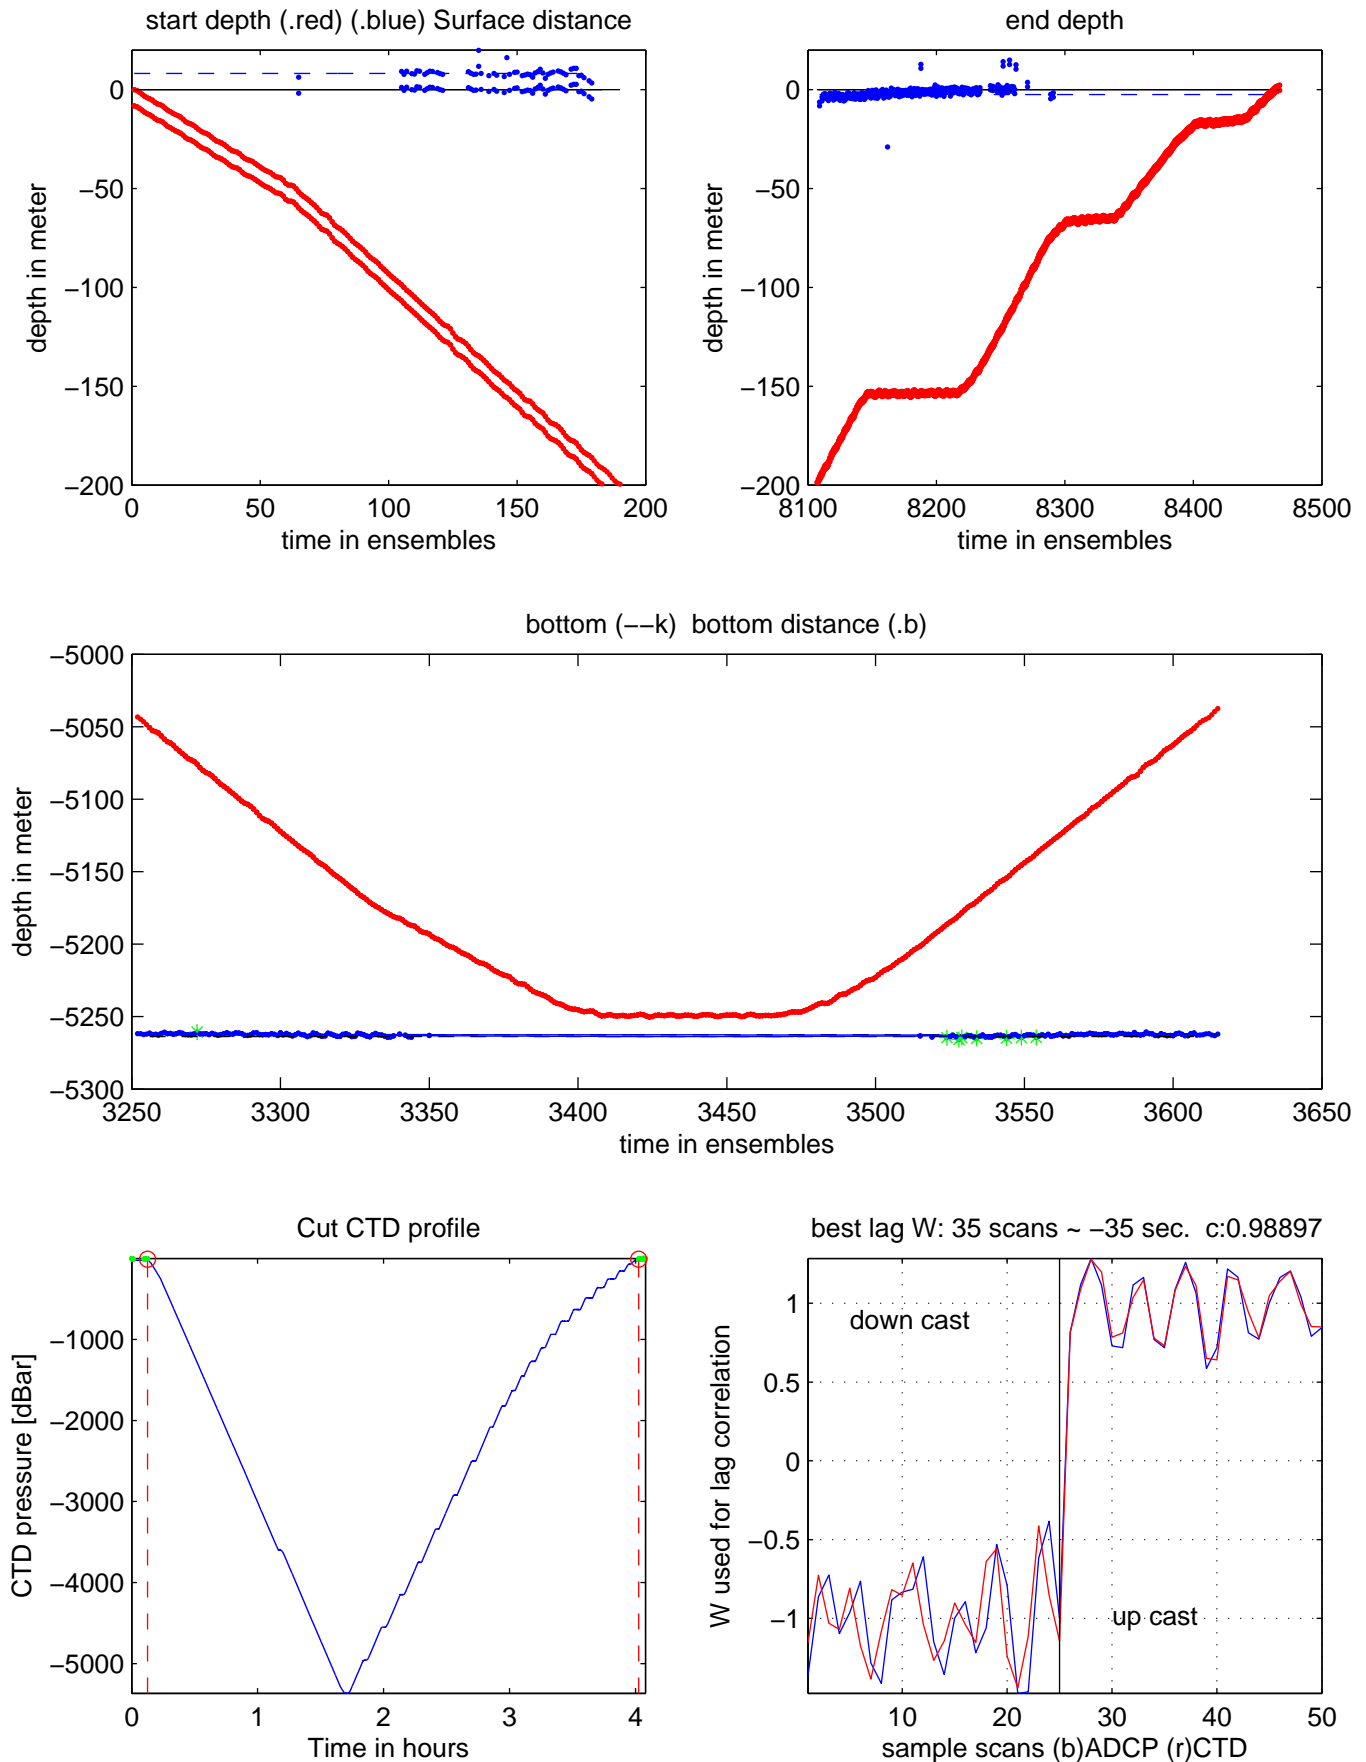 start depth (.red) (.blue) Surface distance
0
−50
−100
−150
−200
depth in meter
0 50 100 150 200
time in ensembles
end depth
0
−50
−100
−150
−200
depth in meter
8100 8200 8300 8400 8500
time in ensembles
bottom (−−k)  bottom distance (.b)
−5000
−5050
−5100
−5150
−5200
−5250
−5300
depth in meter
3250 3300 3350 3400 3450 3500 3550 3600 3650
time in ensembles
Cut CTD profile
−1000
−2000
−3000
−4000
−5000
CTD pressure [dBar]
0 1 2 3 4
Time in hours
best lag W: 35 scans ~ −35 sec.  c:0.98897
1
0.5
0
−0.5
−1
W used for lag correlation
down cast
up cast
10 20 30 40 50
sample scans (b)ADCP (r)CTD